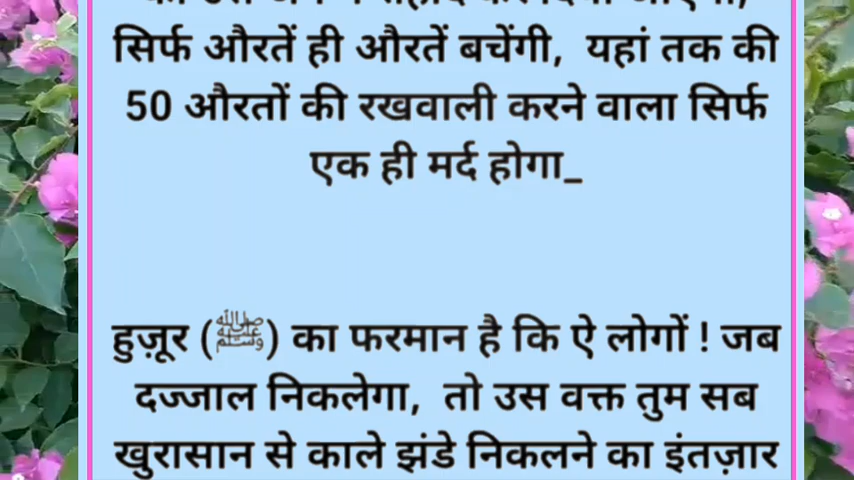 सिर्फ औरतें ही औरतें बचेंगी, यहां तक की
50 औरतों की रखवाली करने वाला सिर्फ
एक ही मर्द होगा_
हुज़ूर (ﷺ) का फरमान है कि ऐ लोगों ! जब
दज्जाल निकलेगा, तो उस वक्त तुम सब
खुरासान से काले झंडे निकलने का इंतज़ार